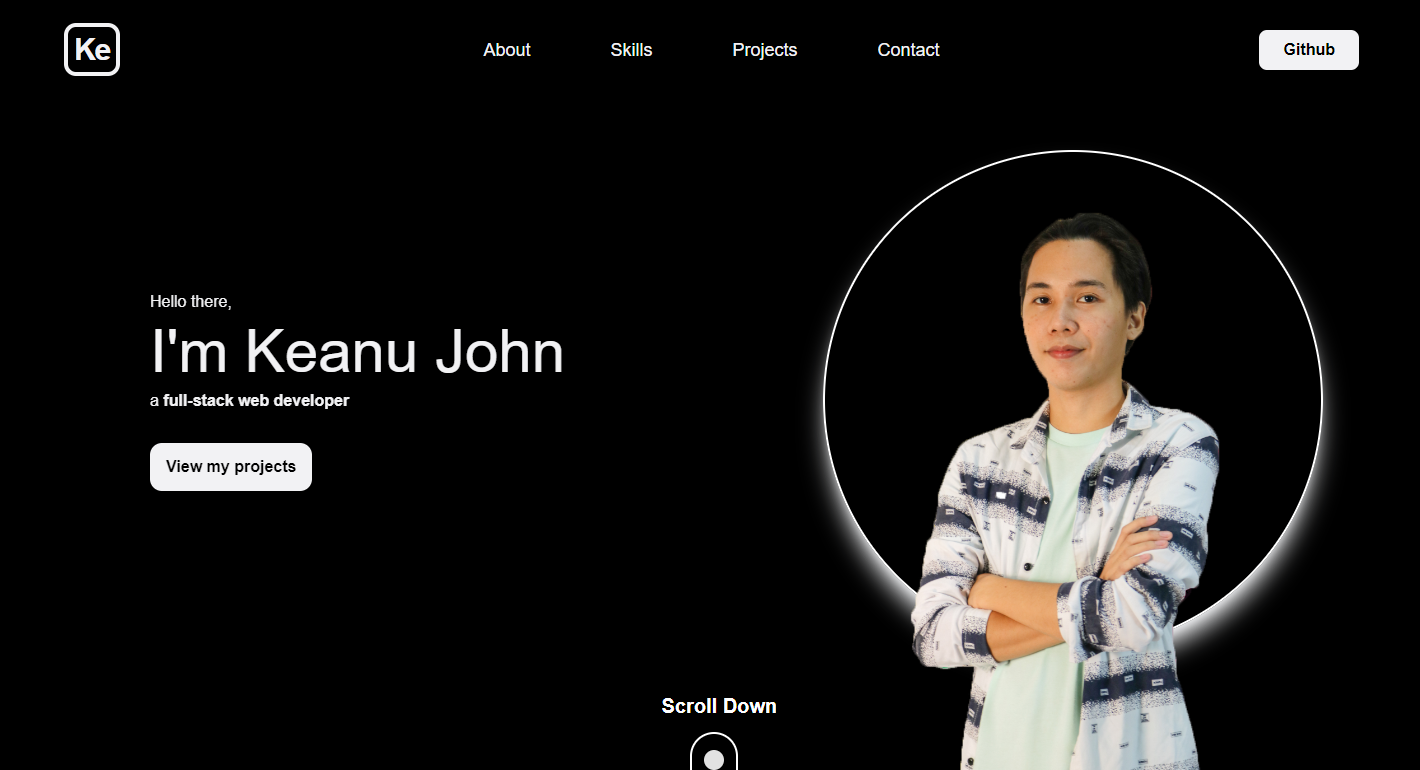 Ke
About
Skills
Projects
Contact
Github
Hello there,
I'm Keanu John
a full-stack web developer
View my projects
Scroll Down